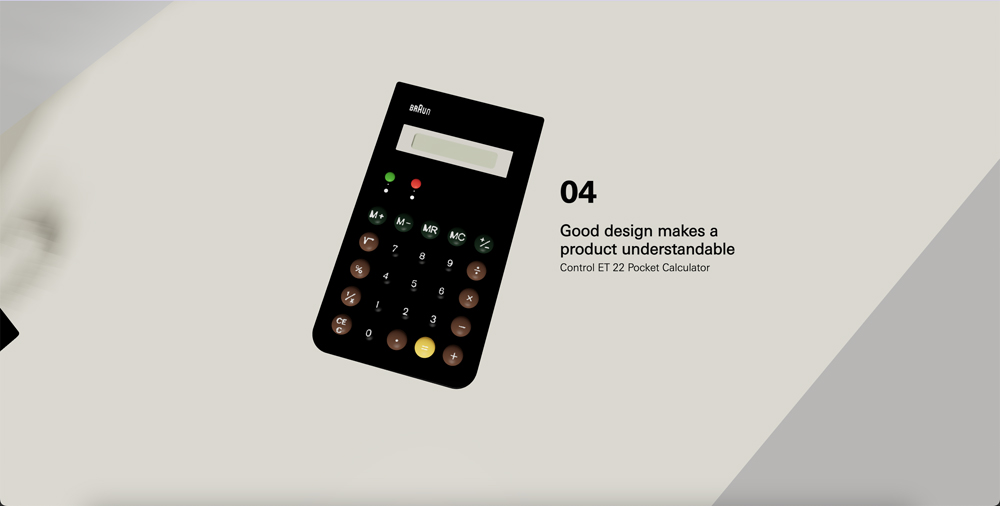 BRAUN
M+ M- MR MC +/-
√ 7 8 9 ÷
% 4 5 6 ×
1/x 1 2 3 −
CE
C 0 · = +
04
Good design makes a
product understandable
Control ET 22 Pocket Calculator